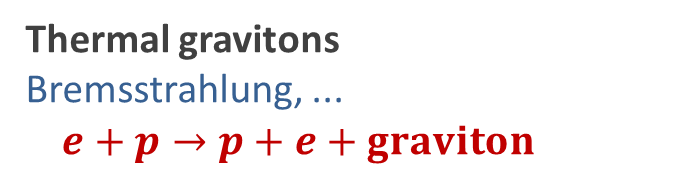 Thermal gravitons
Bremsstrahlung, ...
e + p → p + e + graviton